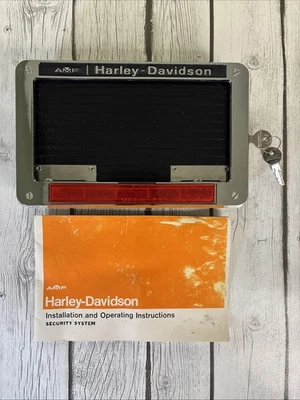 AMF | Harley-Davidson
AMF
Harley-Davidson
Installation and Operating Instructions
SECURITY SYSTEM